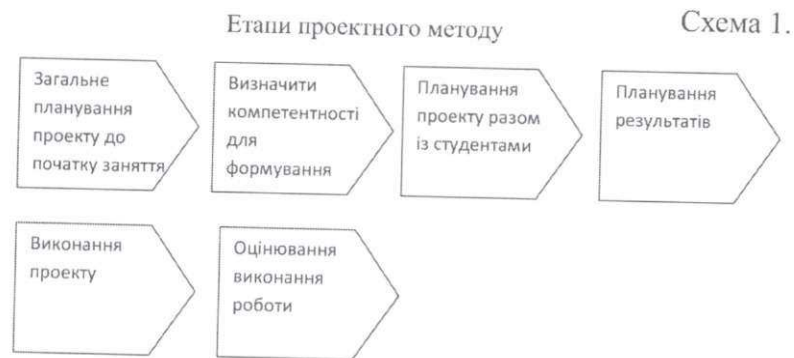 Схема 1.
Етапи проектного методу
Загальне
планування
проекту до
початку заняття
Визначити
компетентності
для
формування
Планування
проекту разом
із студентами
Планування
результатів
Виконання
проекту
Оцінювання
виконання
роботи